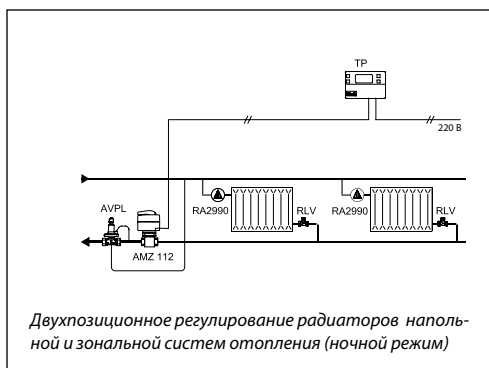 TP
220 В
AVPL
RA2990
RLV
RA2990
RLV
AMZ 112
Двухпозиционное регулирование радиаторов наполь-
ной и зональной систем отопления (ночной режим)